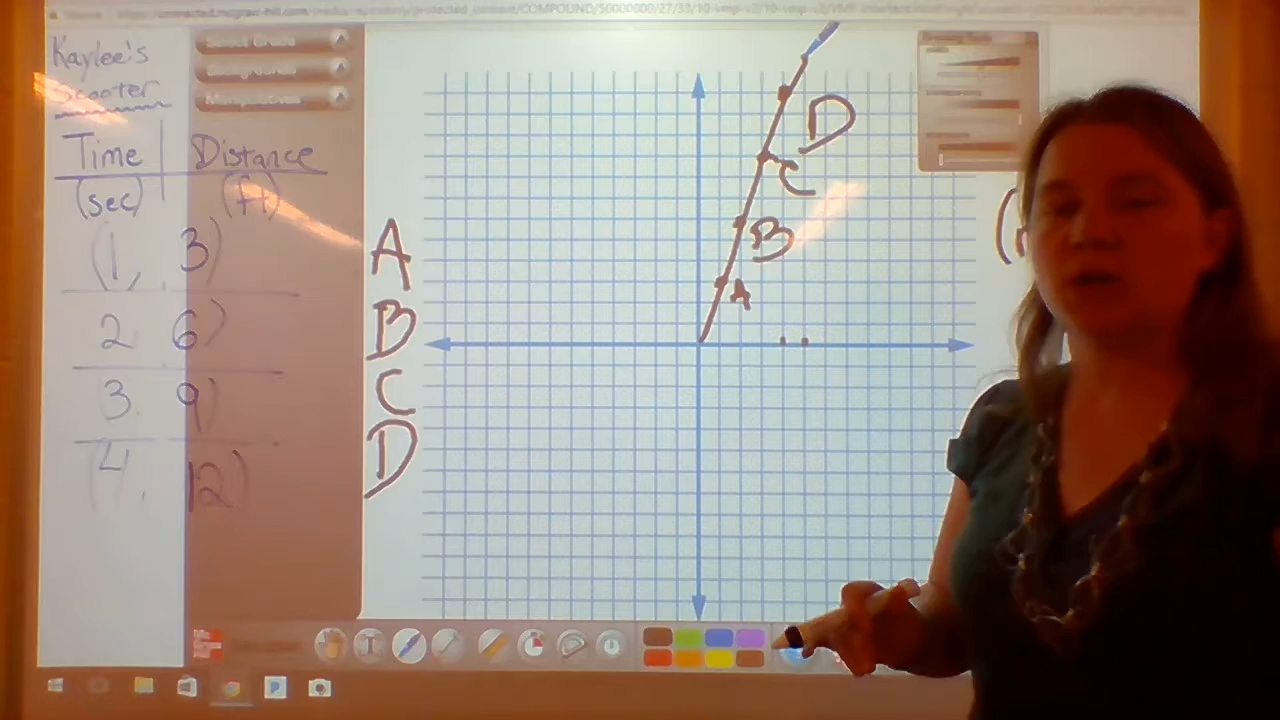 Kaylee's
Scooter
Time Distance
(sec) (ft)
(1, 3) A
2 6) B
3 9) C
(4, 12) D
D
C
B
A
T